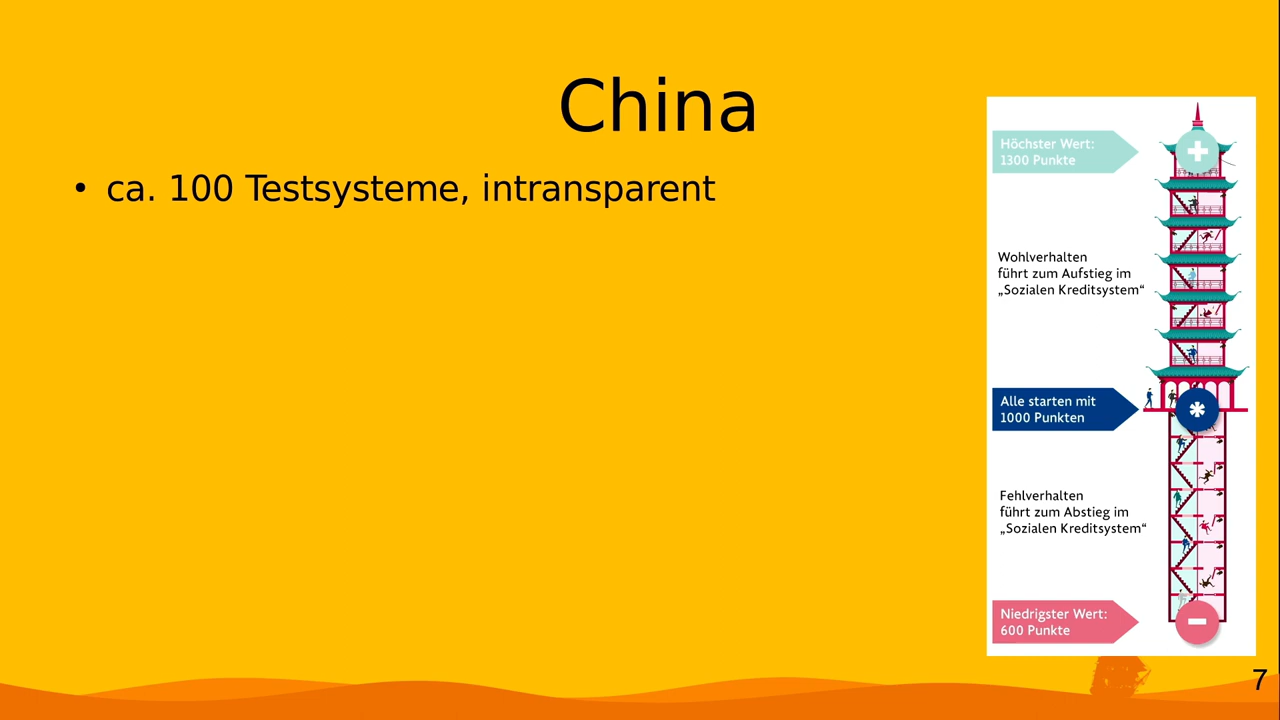 China
• ca. 100 Testsysteme, intransparent
Höchster Wert:
1300 Punkte
Wohlverhalten
führt zum Aufstieg im
„Sozialen Kreditsystem“
Alle starten mit
1000 Punkten
Fehlverhalten
führt zum Abstieg im
„Sozialen Kreditsystem“
Niedrigster Wert:
600 Punkte
7